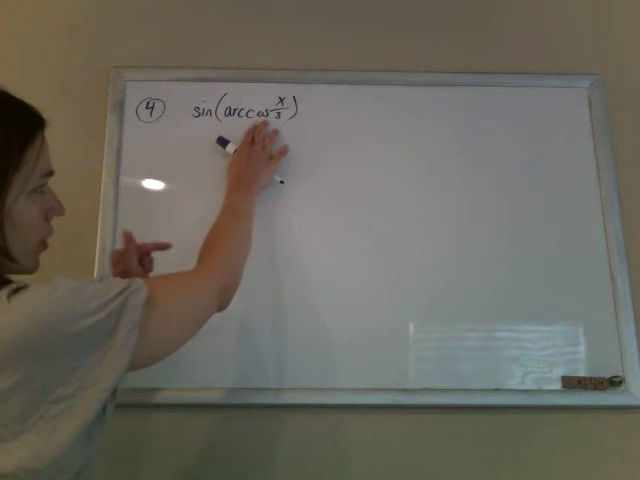 ④ sin(arccos x/3)